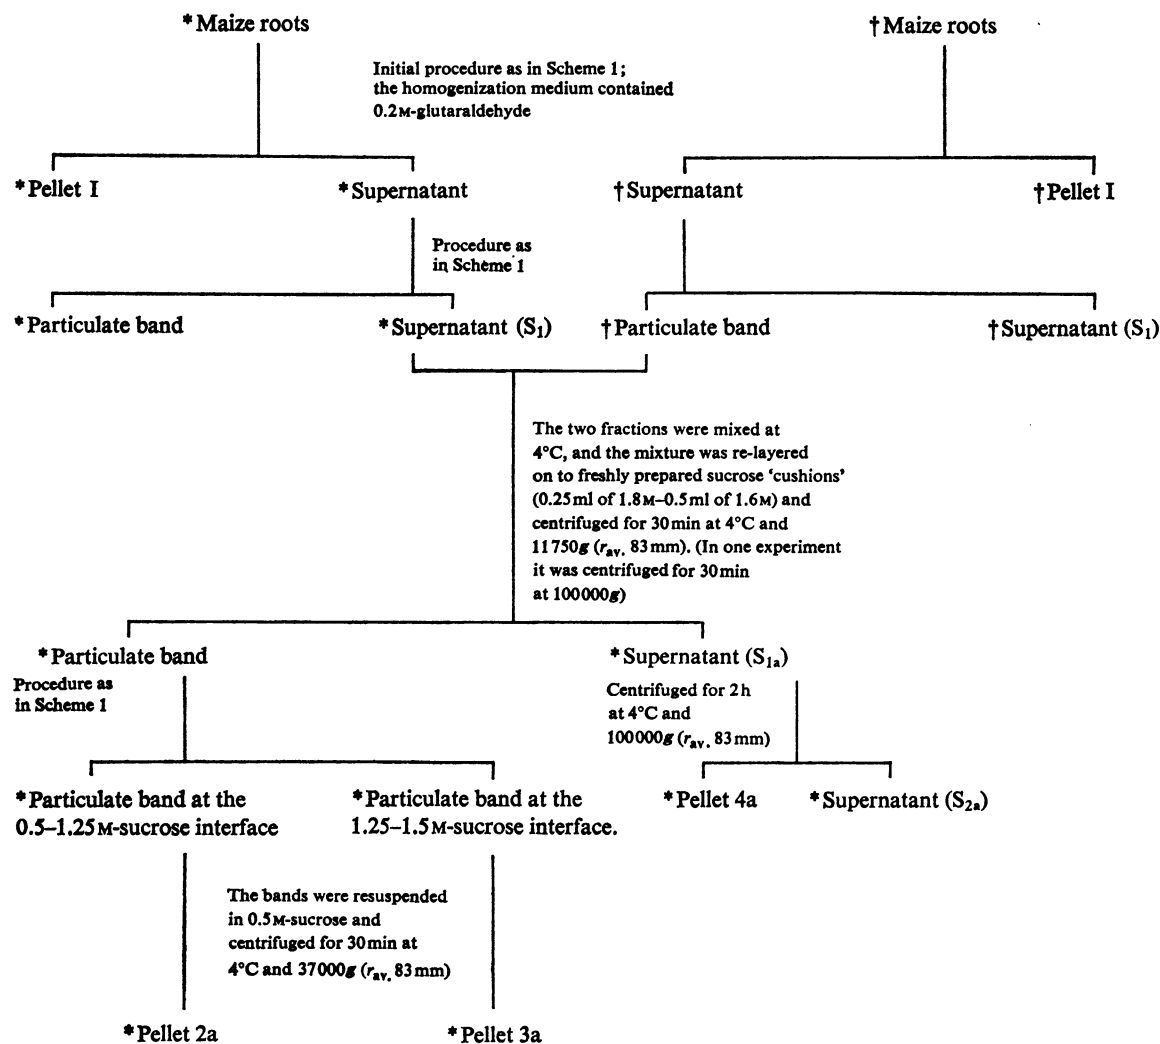 *Maize roots
†Maize roots
Initial procedure as in Scheme 1;
the homogenization medium contained
0.2M-glutaraldehyde
*Pellet I
*Supernatant
†Supernatant
†Pellet I
Procedure as
in Scheme 1
*Particulate band
*Supernatant (S₁)
†Particulate band
†Supernatant (S₁)
The two fractions were mixed at
4°C, and the mixture was re-layered
on to freshly prepared sucrose ‘cushions’
(0.25ml of 1.8M–0.5ml of 1.6M) and
centrifuged for 30min at 4°C and
11750g (rav. 83mm). (In one experiment
it was centrifuged for 30min
at 100000g)
*Particulate band
*Supernatant (S₁ₐ)
Procedure as
in Scheme 1
Centrifuged for 2h
at 4°C and
100000g (rav. 83mm)
*Particulate band at the
0.5–1.25M-sucrose interface
*Particulate band at the
1.25–1.5M-sucrose interface.
*Pellet 4a
*Supernatant (S₂ₐ)
The bands were resuspended
in 0.5M-sucrose and
centrifuged for 30min at
4°C and 37000g (rav. 83mm)
*Pellet 2a
*Pellet 3a